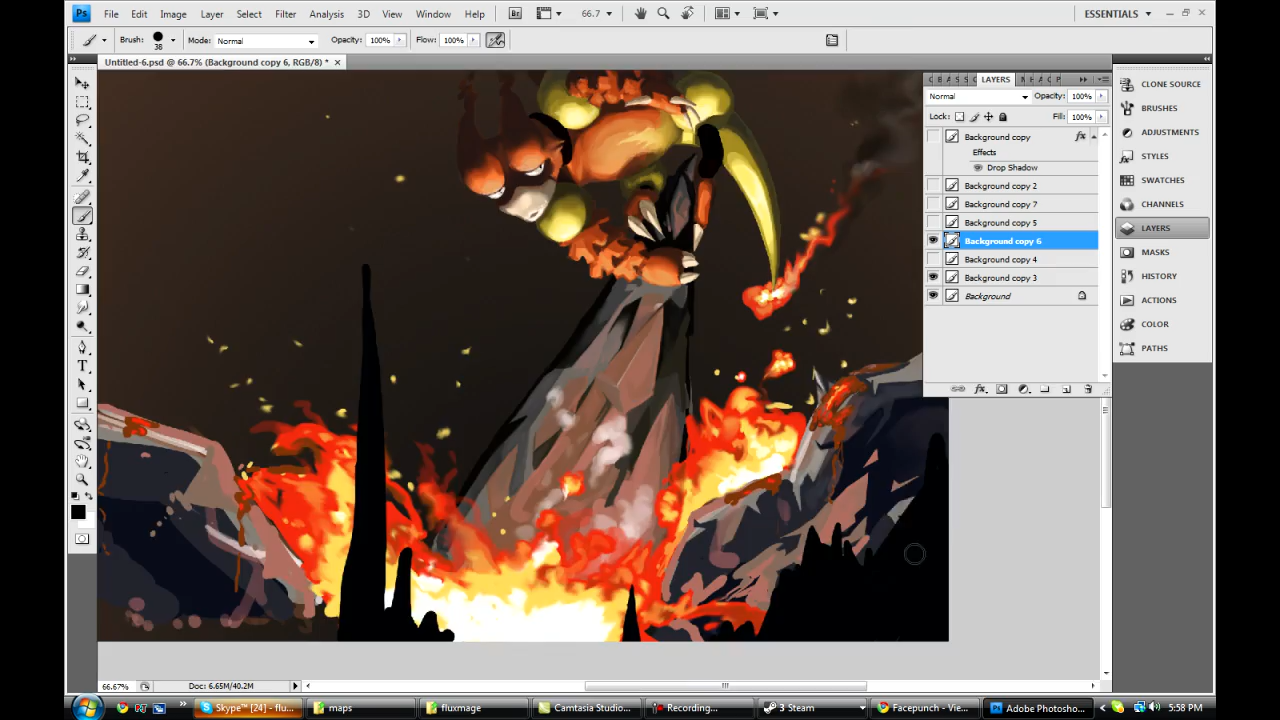 Ps File Edit Image Layer Select Filter Analysis 3D View Window Help Br 66.7 ESSENTIALS
Brush: 38 Mode: Normal Opacity: 100% Flow: 100%
Untitled-6.psd @ 66.7% (Background copy 6, RGB/8) *
LAYERS
Normal Opacity: 100%
Lock: Fill: 100%
Background copy fx
Effects
Drop Shadow
Background copy 2
Background copy 7
Background copy 5
Background copy 6
Background copy 4
Background copy 3
Background
CLONE SOURCE
BRUSHES
ADJUSTMENTS
STYLES
SWATCHES
CHANNELS
LAYERS
MASKS
HISTORY
ACTIONS
COLOR
PATHS
66.67% Doc: 6.65M/40.2M
Skype™ [24] - flu... maps fluxmage Camtasia Studio... Recording... 3 Steam Facepunch - Vie... Adobe Photosho... 5:58 PM